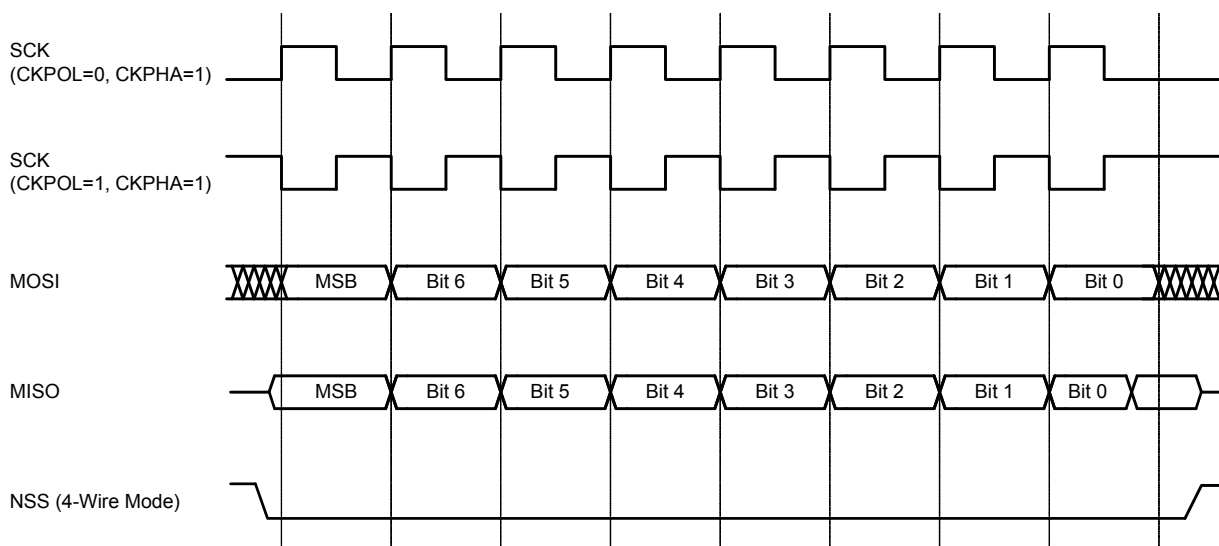 SCK
(CKPOL=0, CKPHA=1)
SCK
(CKPOL=1, CKPHA=1)
MOSI
MSB Bit 6 Bit 5 Bit 4 Bit 3 Bit 2 Bit 1 Bit 0
MISO
MSB Bit 6 Bit 5 Bit 4 Bit 3 Bit 2 Bit 1 Bit 0
NSS (4-Wire Mode)